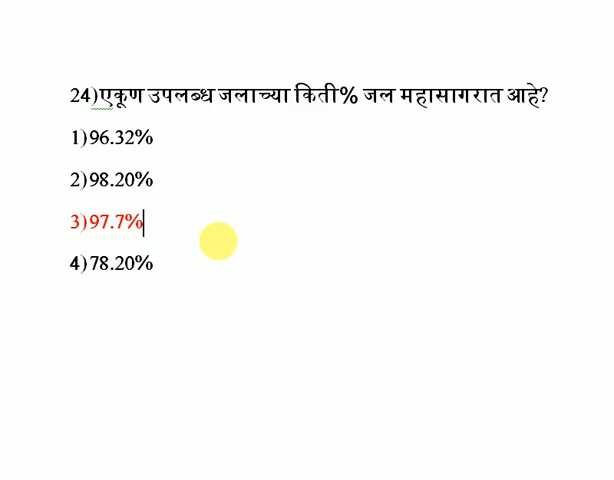 24)एकूण उपलब्ध जलाच्या किती% जल महासागरात आहे?
1)96.32%
2)98.20%
3)97.7%
4)78.20%